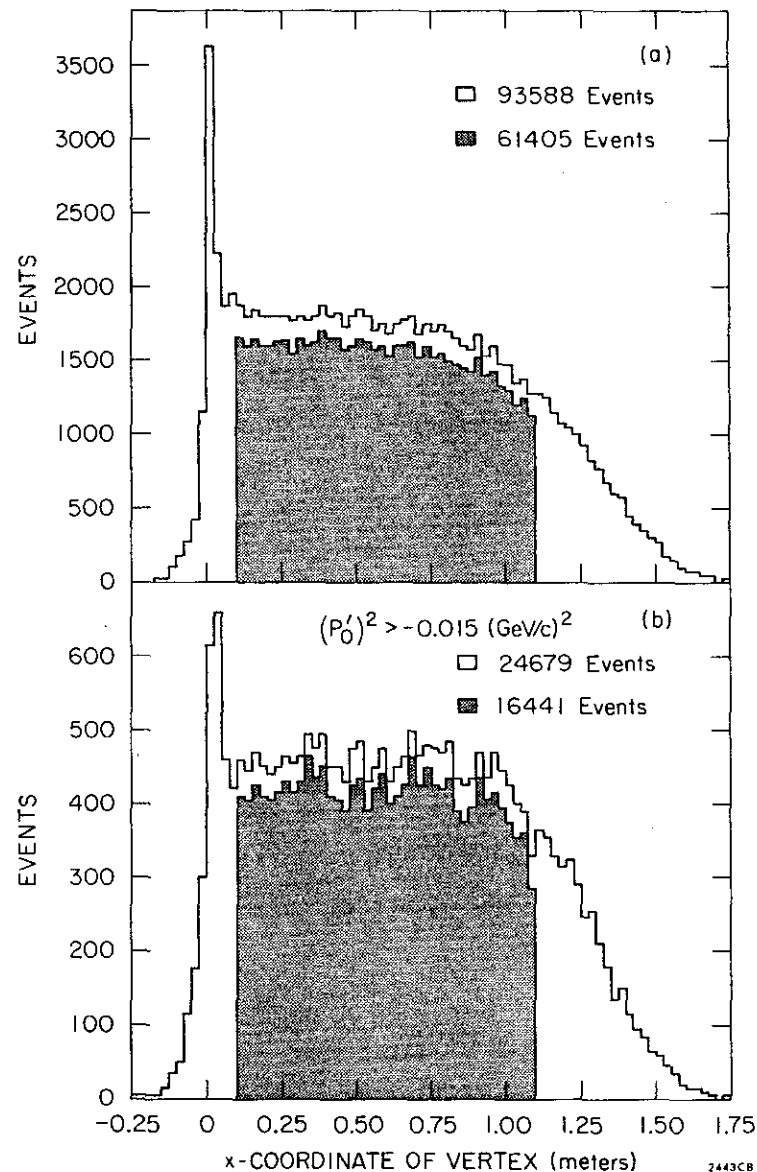 (a)
93588 Events
61405 Events
3500
3000
2500
2000
1500
1000
500
0
EVENTS
(P₀′)² > -0.015 (GeV/c)²
(b)
24679 Events
16441 Events
600
500
400
300
200
100
0
EVENTS
-0.25 0 0.25 0.50 0.75 1.00 1.25 1.50 1.75
x-COORDINATE OF VERTEX (meters)
2443C8